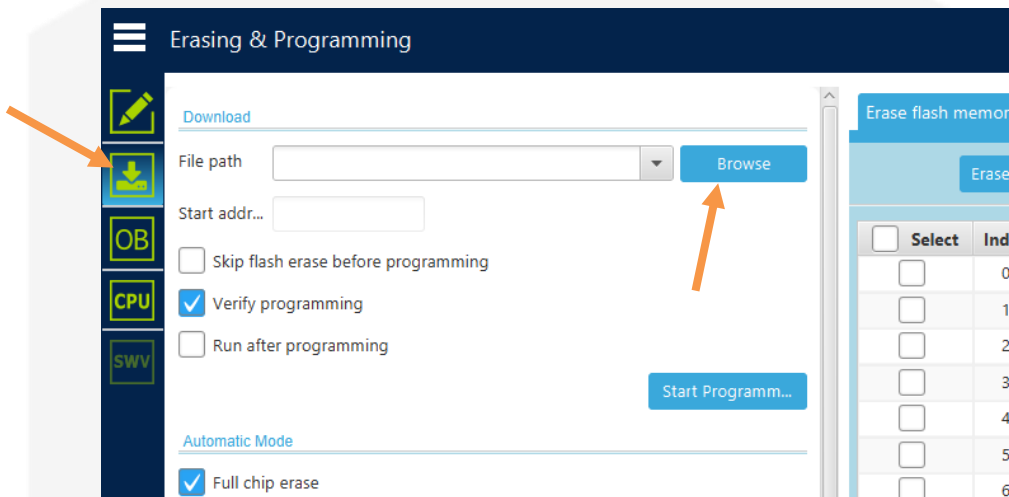 Erasing & Programming
Download
File path
Browse
Start addr...
Skip flash erase before programming
Verify programming
Run after programming
Start Programm...
Automatic Mode
Full chip erase
OB
CPU
SWV
Erase flash memor
Erase
Select Ind
0
1
2
3
4
5
6